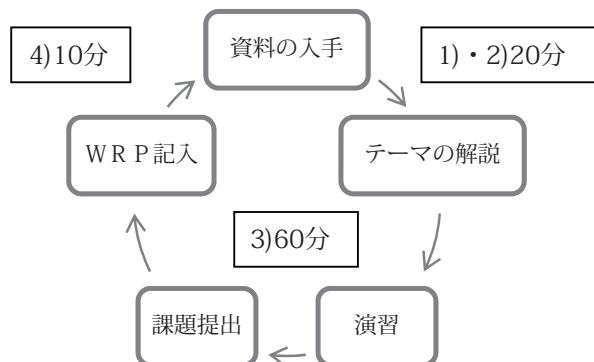 資料の入手
4)10分
1)・2)20分
WRP記入
テーマの解説
3)60分
課題提出
演習